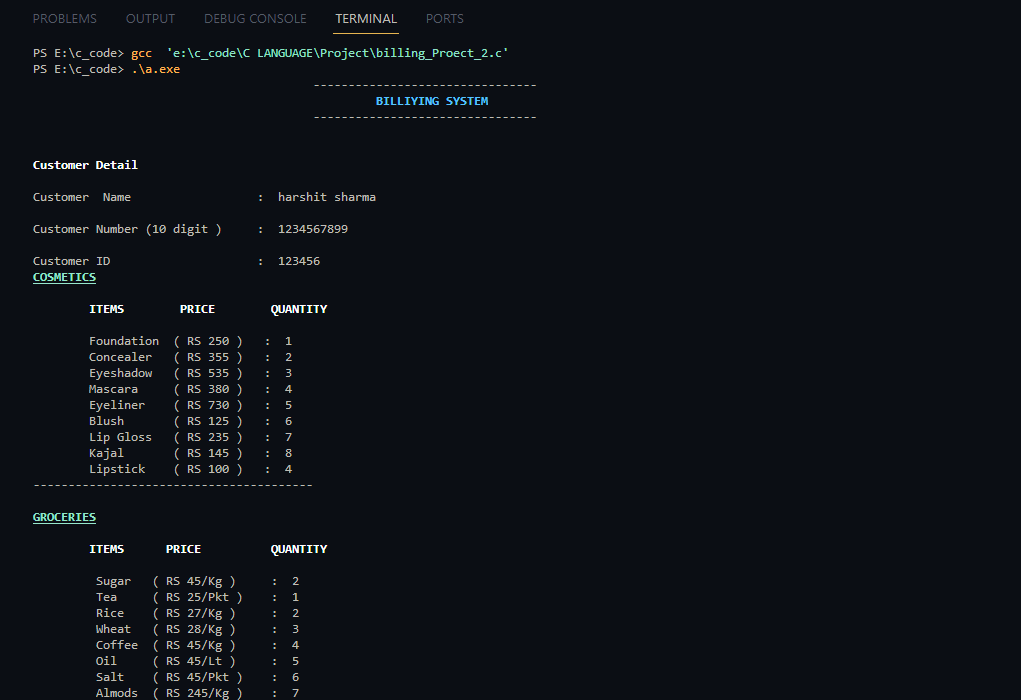 PROBLEMS OUTPUT DEBUG CONSOLE TERMINAL PORTS
PS E:\c_code> gcc 'e:\c_code\C LANGUAGE\Project\billing_Proect_2.c'
PS E:\c_code> .\a.exe
--------------------------------
BILLIYING SYSTEM
--------------------------------
Customer Detail
Customer Name : harshit sharma
Customer Number (10 digit ) : 1234567899
Customer ID : 123456
COSMETICS
ITEMS PRICE QUANTITY
Foundation ( RS 250 ) : 1
Concealer ( RS 355 ) : 2
Eyeshadow ( RS 535 ) : 3
Mascara ( RS 380 ) : 4
Eyeliner ( RS 730 ) : 5
Blush ( RS 125 ) : 6
Lip Gloss ( RS 235 ) : 7
Kajal ( RS 145 ) : 8
Lipstick ( RS 100 ) : 4
----------------------------------------
GROCERIES
ITEMS PRICE QUANTITY
Sugar ( RS 45/Kg ) : 2
Tea ( RS 25/Pkt ) : 1
Rice ( RS 27/Kg ) : 2
Wheat ( RS 28/Kg ) : 3
Coffee ( RS 45/Kg ) : 4
Oil ( RS 45/Lt ) : 5
Salt ( RS 45/Pkt ) : 6
Almods ( RS 245/Kg ) : 7